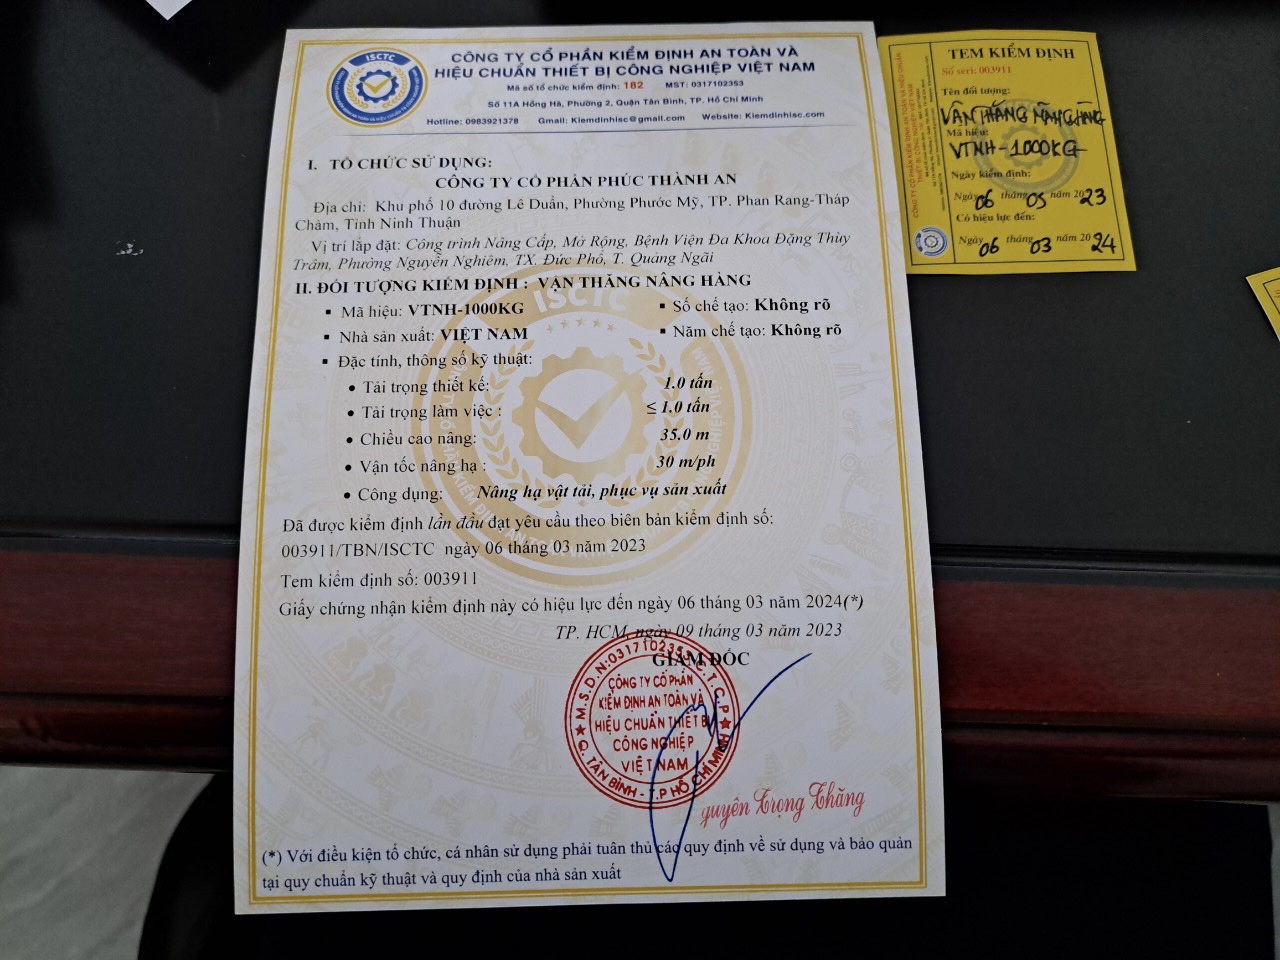 ISCTC
CÔNG TY CỔ PHẦN KIỂM ĐỊNH AN TOÀN VÀ
HIỆU CHUẨN THIẾT BỊ CÔNG NGHIỆP VIỆT NAM
Mã số tổ chức kiểm định: 182 MST: 0317102353
Số 11A Hồng Hà, Phường 2, Quận Tân Bình, TP. Hồ Chí Minh
Hotline: 0983921378 Gmail: Kiemdinhisc@gmail.com Website: Kiemdinhisc.com
I. TỔ CHỨC SỬ DỤNG:
CÔNG TY CỔ PHẦN PHÚC THÀNH AN
Địa chỉ: Khu phố 10 đường Lê Duẩn, Phường Phước Mỹ, TP. Phan Rang-Tháp
Chàm, Tỉnh Ninh Thuận
Vị trí lắp đặt: Công trình Nâng Cấp, Mở Rộng, Bệnh Viện Đa Khoa Đặng Thùy
Trâm, Phường Nguyễn Nghiêm, TX. Đức Phổ, T. Quảng Ngãi
II. ĐỐI TƯỢNG KIỂM ĐỊNH : VẬN THĂNG NÂNG HÀNG
▪ Mã hiệu: VTNH-1000KG ▪ Số chế tạo: Không rõ
▪ Nhà sản xuất: VIỆT NAM ▪ Năm chế tạo: Không rõ
▪ Đặc tính, thông số kỹ thuật:
• Tải trọng thiết kế: 1.0 tấn
• Tải trọng làm việc : ≤ 1.0 tấn
• Chiều cao nâng: 35.0 m
• Vận tốc nâng hạ : 30 m/ph
• Công dụng: Nâng hạ vật tải, phục vụ sản xuất
Đã được kiểm định lần đầu đạt yêu cầu theo biên bản kiểm định số:
003911/TBN/ISCTC ngày 06 tháng 03 năm 2023
Tem kiểm định số: 003911
Giấy chứng nhận kiểm định này có hiệu lực đến ngày 06 tháng 03 năm 2024(*)
TP. HCM, ngày 09 tháng 03 năm 2023
GIÁM ĐỐC
M.S.D.N:0317102353-C.T.C.P
CÔNG TY CỔ PHẦN
KIỂM ĐỊNH AN TOÀN VÀ
HIỆU CHUẨN THIẾT BỊ
CÔNG NGHIỆP
VIỆT NAM
Q. TÂN BÌNH - T.P HỒ CHÍ MINH
guyễn Trọng Thăng
(*) Với điều kiện tổ chức, cá nhân sử dụng phải tuân thủ các quy định về sử dụng và bảo quản
tại quy chuẩn kỹ thuật và quy định của nhà sản xuất
TEM KIỂM ĐỊNH
Số seri: 003911
Tên đối tượng:
VẬN THĂNG NÂNG HÀNG
Mã hiệu:
VTNH-1000KG
Ngày kiểm định:
Ngày 06 tháng 05 năm 2023
Có hiệu lực đến:
Ngày 06 tháng 03 năm 2024